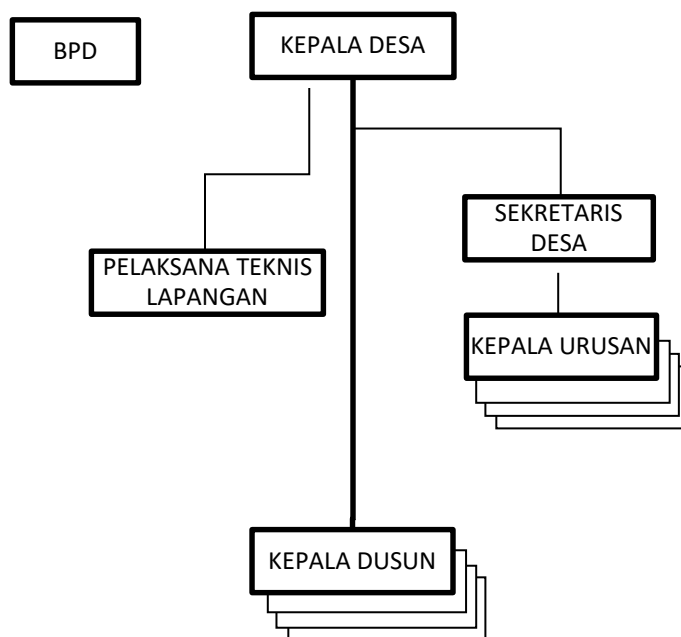 BPD
KEPALA DESA
SEKRETARIS
DESA
PELAKSANA TEKNIS
LAPANGAN
KEPALA URUSAN
KEPALA DUSUN